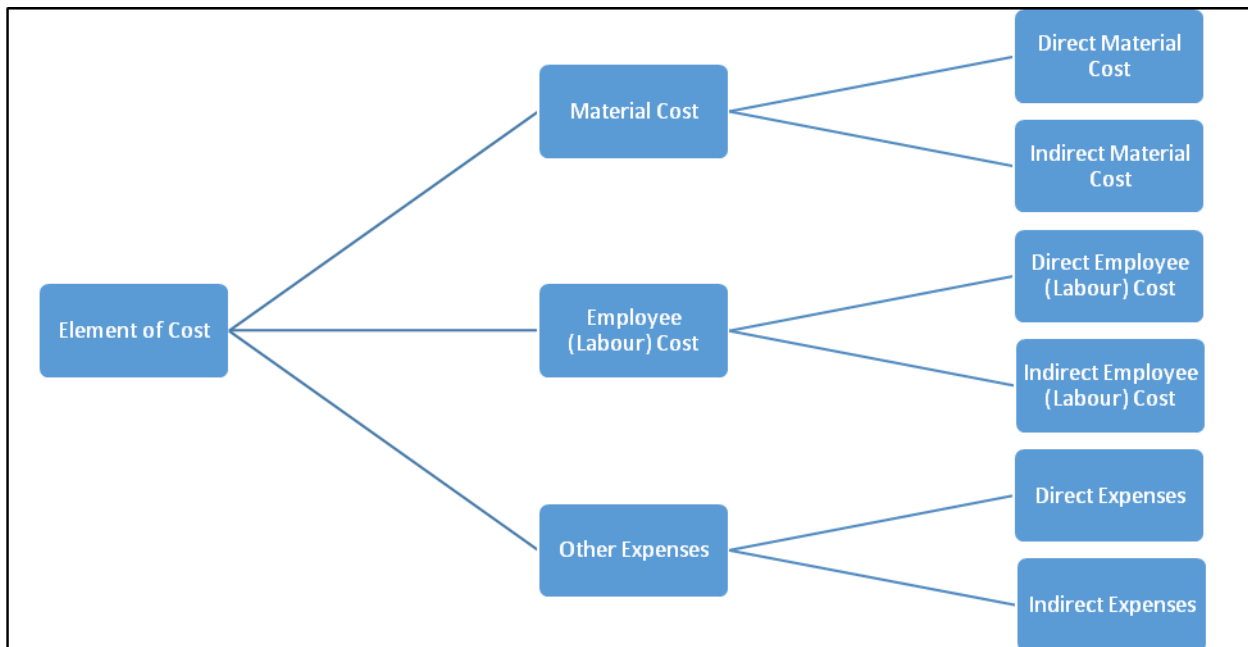 Element of Cost
Material Cost
Direct Material
Cost
Indirect Material
Cost
Employee
(Labour) Cost
Direct Employee
(Labour) Cost
Indirect Employee
(Labour) Cost
Other Expenses
Direct Expenses
Indirect Expenses